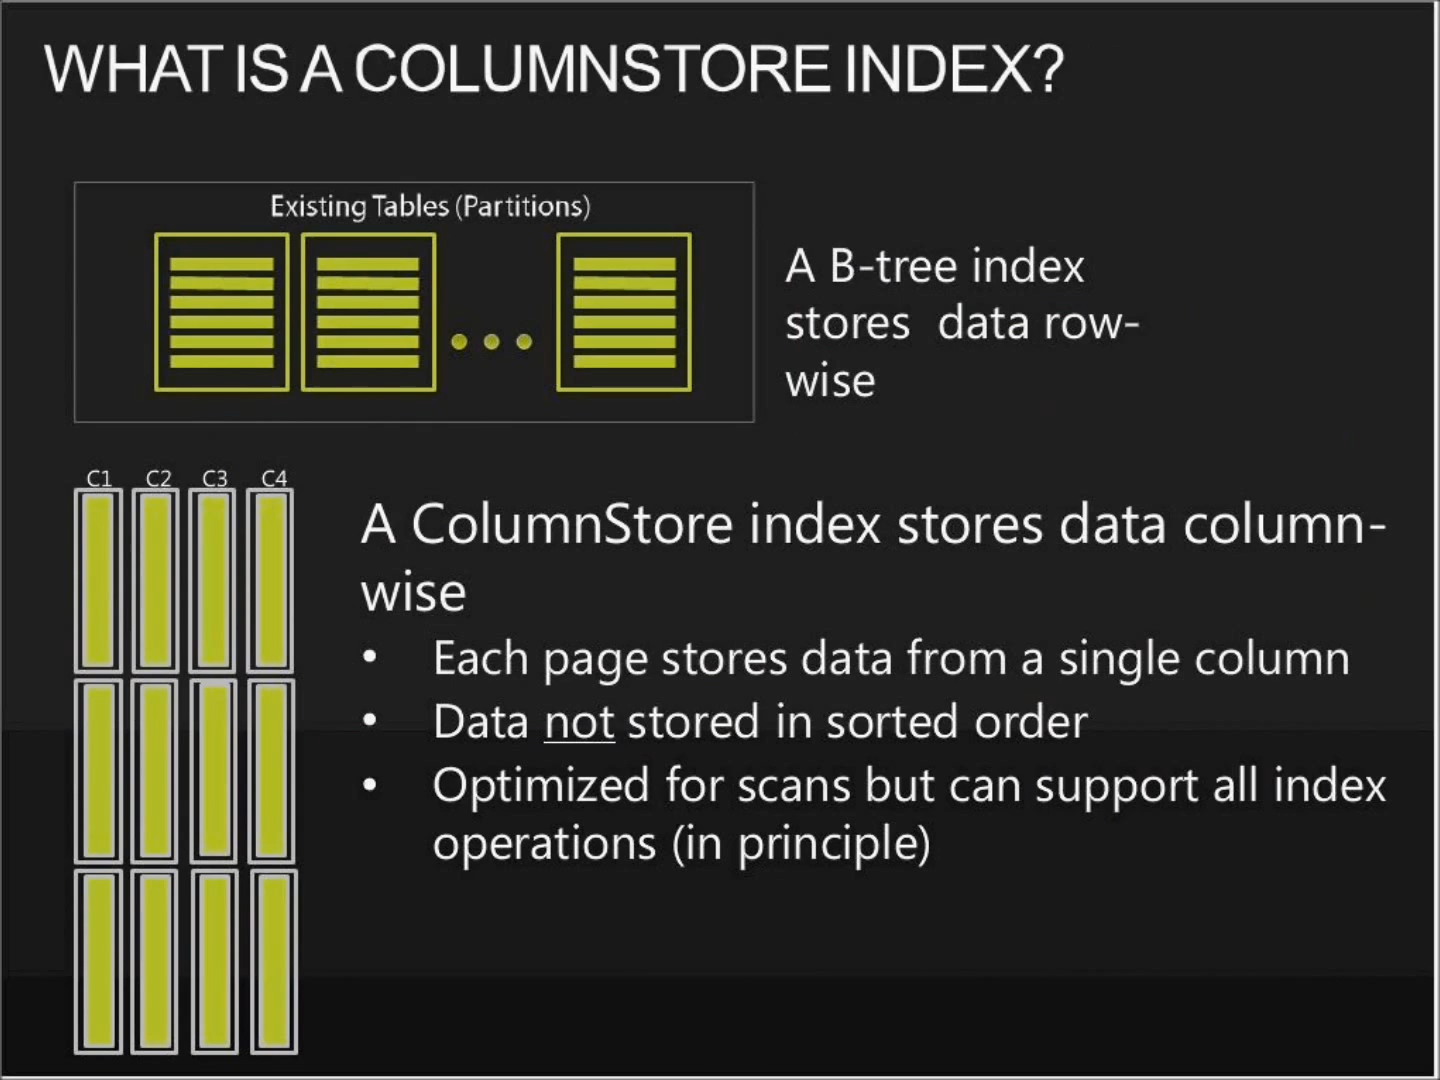 WHAT IS A COLUMNSTORE INDEX?
Existing Tables (Partitions)
A B-tree index
stores data row-
wise
C1 C2 C3 C4
A ColumnStore index stores data column-
wise
• Each page stores data from a single column
• Data not stored in sorted order
• Optimized for scans but can support all index
operations (in principle)